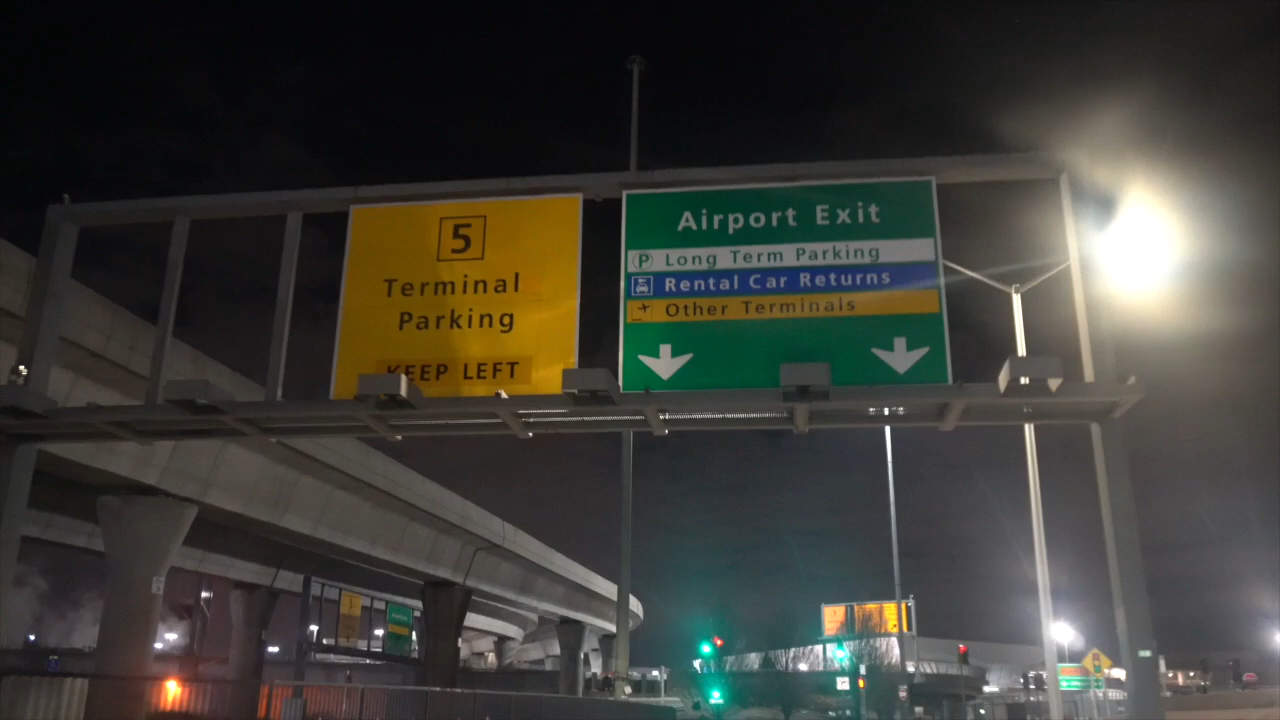 5
Terminal
Parking
KEEP LEFT
Airport Exit
P Long Term Parking
Rental Car Returns
Other Terminals